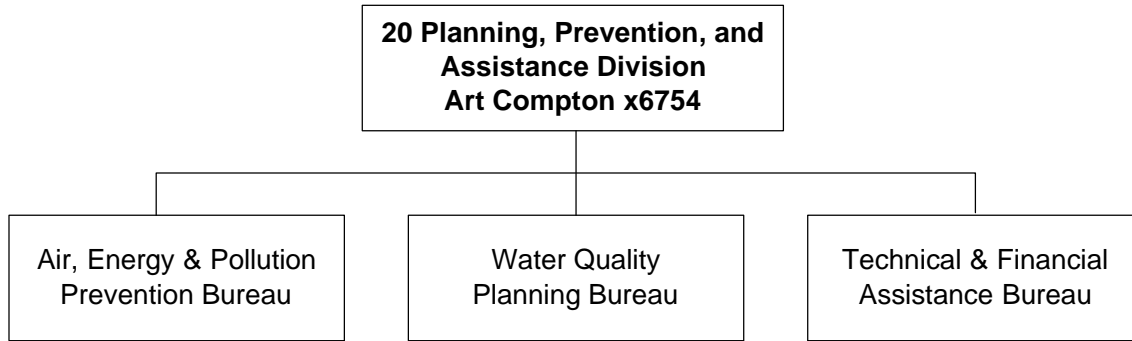 20 Planning, Prevention, and
Assistance Division
Art Compton x6754
Air, Energy & Pollution
Prevention Bureau
Water Quality
Planning Bureau
Technical & Financial
Assistance Bureau